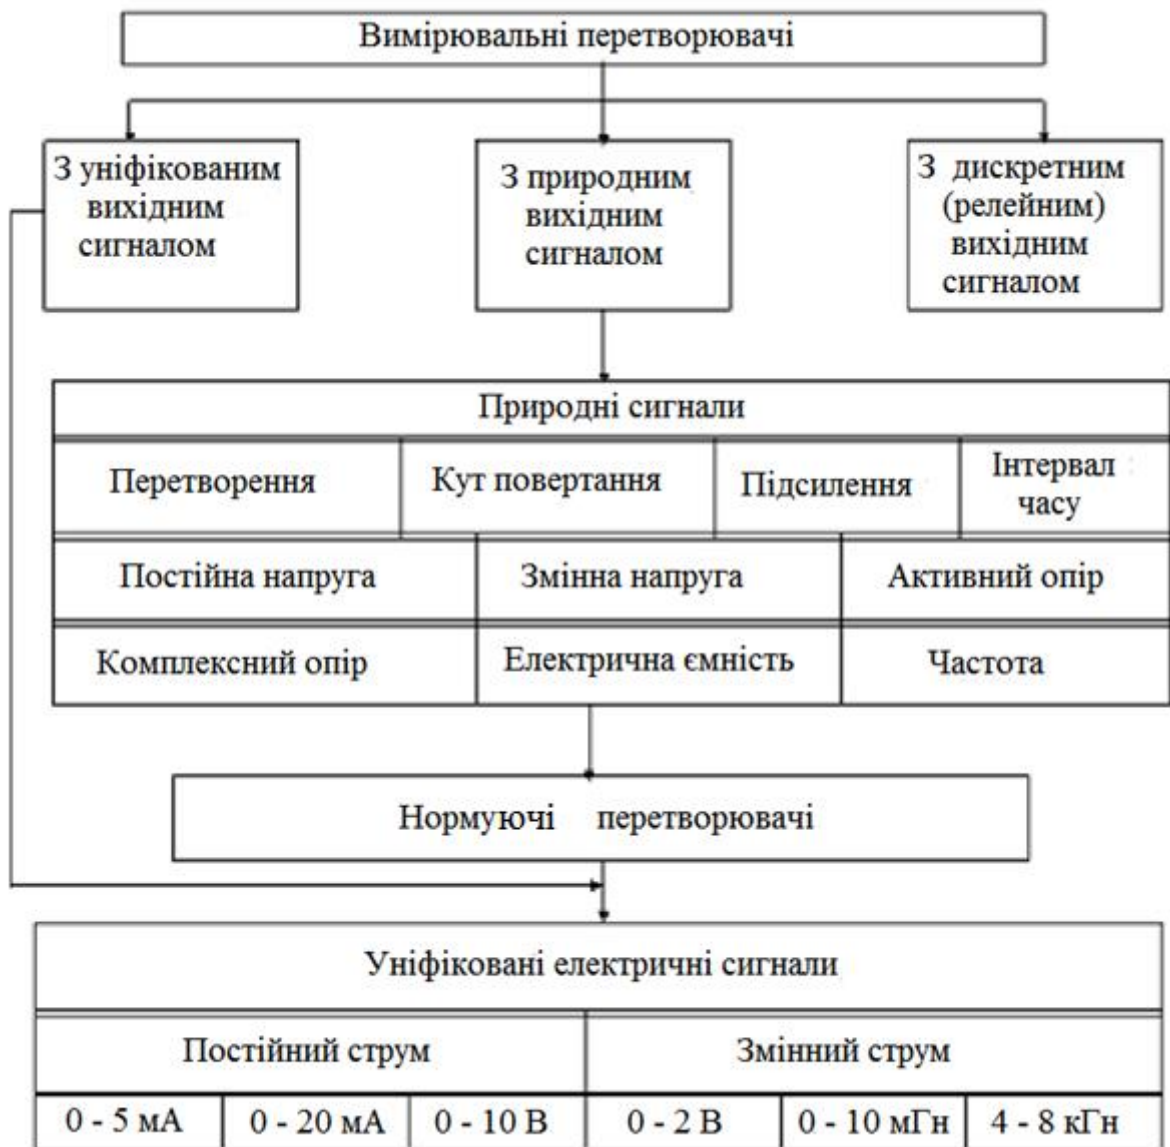 Вимірювальні перетворювачі
З уніфікованим
вихідним
сигналом
З природним
вихідним
сигналом
З дискретним
(релейним)
вихідним
сигналом
Природні сигнали
Перетворення
Кут повертання
Підсилення
Інтервал
часу
Постійна напруга
Змінна напруга
Активний опір
Комплексний опір
Електрична ємність
Частота
Нормуючі перетворювачі
Уніфіковані електричні сигнали
Постійний струм
Змінний струм
0 - 5 мА
0 - 20 мА
0 - 10 В
0 - 2 В
0 - 10 мГн
4 - 8 кГн